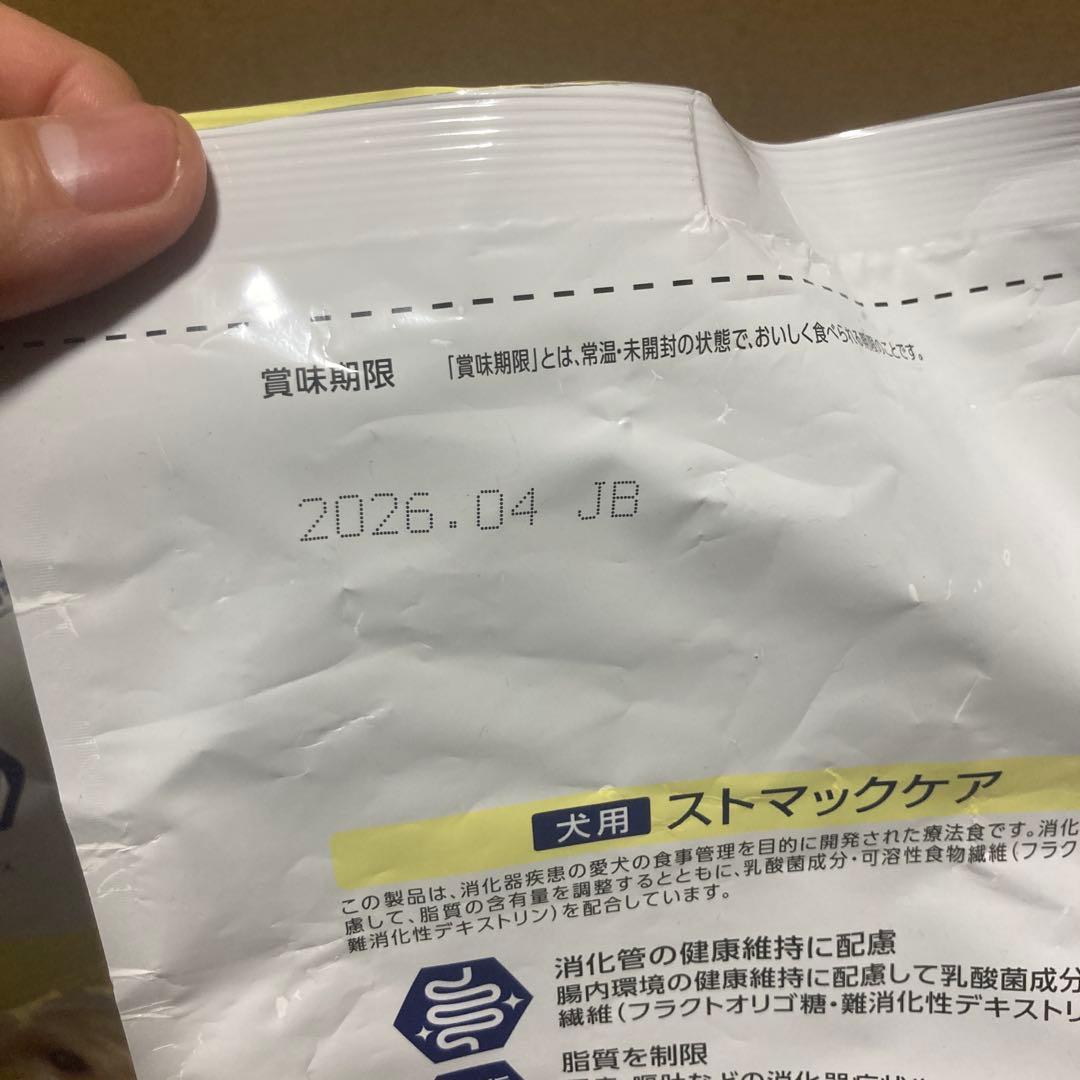 賞味期限
「賞味期限」とは、常温・未開封の状態で、おいしく食べられる期限のことです。
2026.04 JB
犬用 ストマックケア
この製品は、消化器疾患の愛犬の食事管理を目的に開発された療法食です。消化
慮して、脂質の含有量を調整するとともに、乳酸菌成分・可溶性食物繊維(フラク
難消化性デキストリン)を配合しています。
消化管の健康維持に配慮
腸内環境の健康維持に配慮して乳酸菌成分
繊維(フラクトオリゴ糖・難消化性デキストリ
脂質を制限